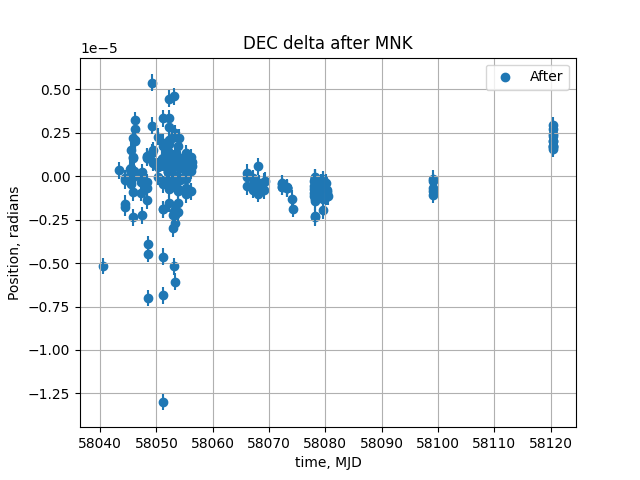 DEC delta after MNK
1e−5
After
0.50
0.25
0.00
−0.25
−0.50
−0.75
−1.00
−1.25
Position, radians
58040 58050 58060 58070 58080 58090 58100 58110 58120
time, MJD